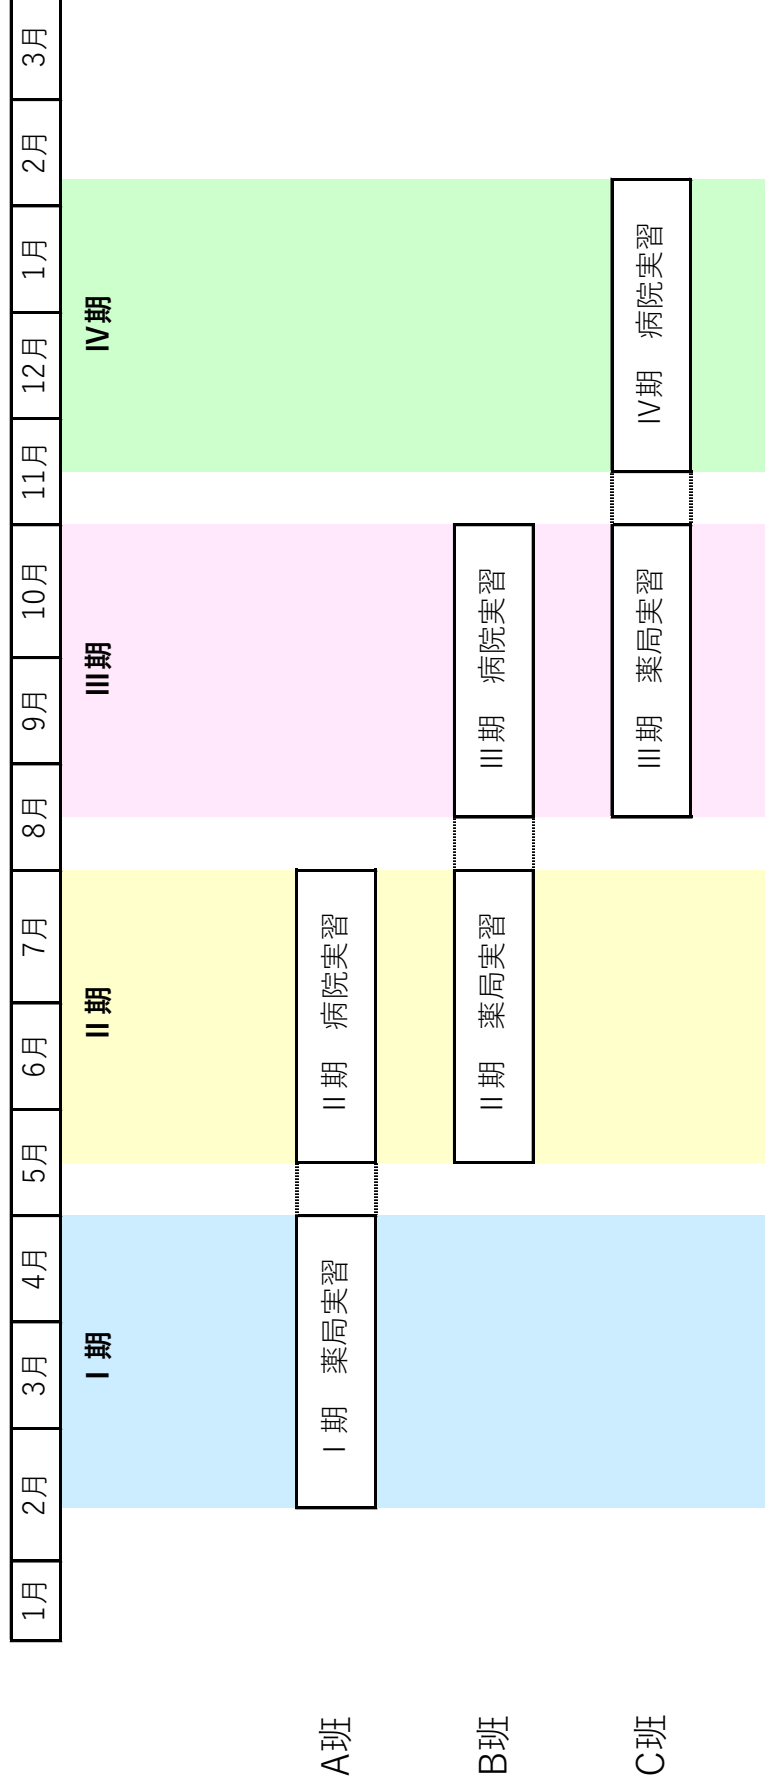 1月 2月 3月 4月 5月 6月 7月 8月 9月 10月 11月 12月 1月 2月 3月
Ⅰ期 Ⅱ期 Ⅲ期 Ⅳ期
A班 Ⅰ期 薬局実習 Ⅱ期 病院実習
B班 Ⅱ期 薬局実習 Ⅲ期 病院実習
C班 Ⅲ期 薬局実習 Ⅳ期 病院実習